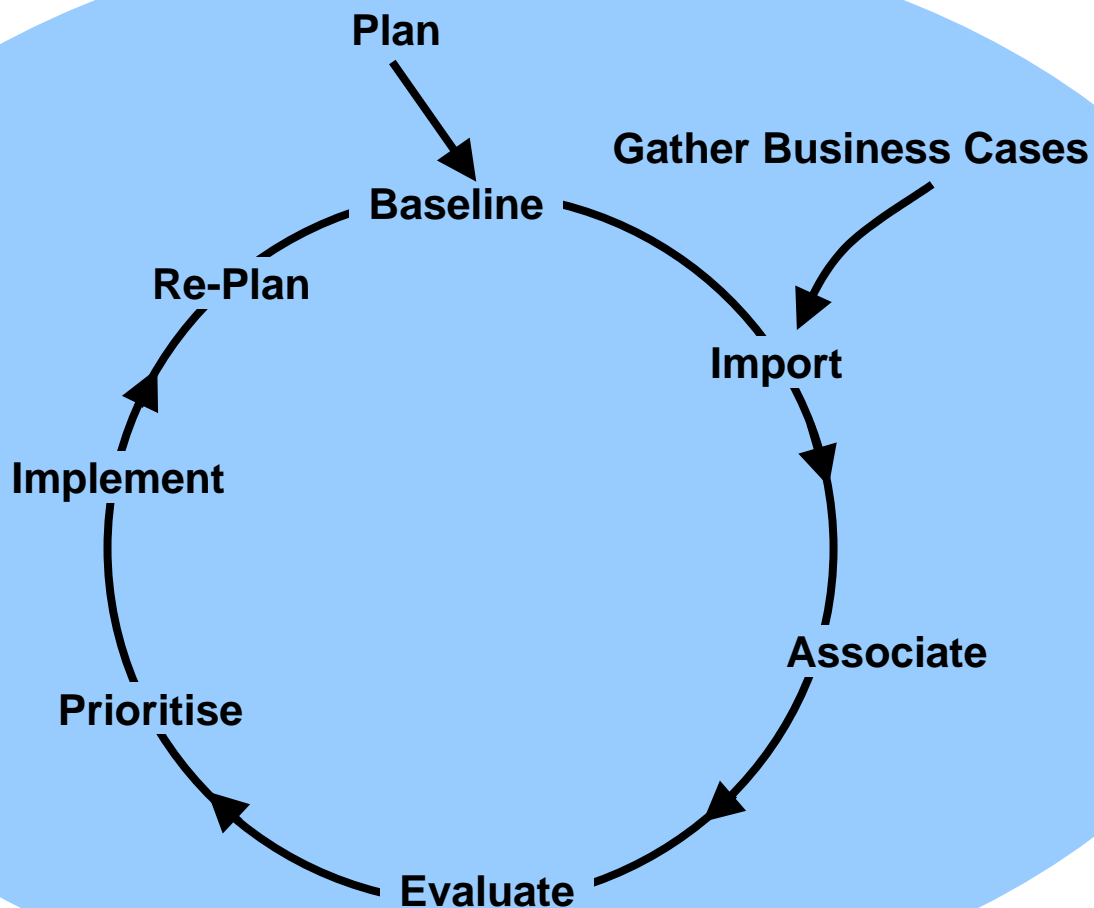 Plan
Gather Business Cases
Baseline
Re-Plan
Import
Implement
Associate
Prioritise
Evaluate